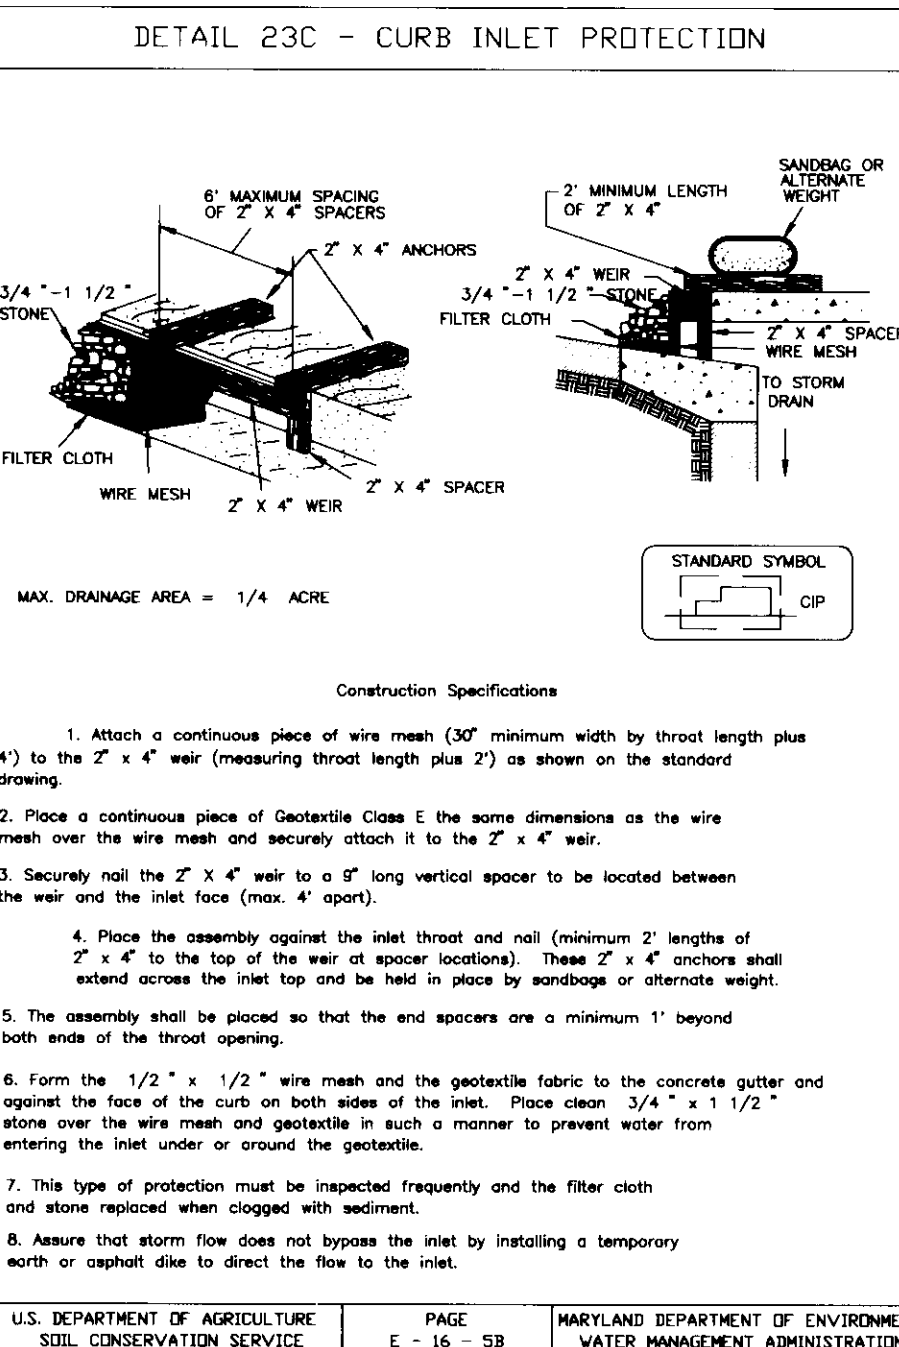 DETAIL 23C - CURB INLET PROTECTION
SANDBAG OR
ALTERNATE
WEIGHT
6' MAXIMUM SPACING
OF 2" X 4" SPACERS
2' MINIMUM LENGTH
OF 2" X 4"
2" X 4" ANCHORS
2" X 4" WEIR
3/4 "-1 1/2 "
STONE
3/4 "-1 1/2 " STONE
FILTER CLOTH
2" X 4" SPACER
WIRE MESH
TO STORM
DRAIN
FILTER CLOTH
WIRE MESH
2" X 4" WEIR
2" X 4" SPACER
STANDARD SYMBOL
CIP
MAX. DRAINAGE AREA = 1/4 ACRE
Construction Specifications
1. Attach a continuous piece of wire mesh (30" minimum width by throat length plus
4') to the 2" x 4" weir (measuring throat length plus 2') as shown on the standard
drawing.
2. Place a continuous piece of Geotextile Class E the same dimensions as the wire
mesh over the wire mesh and securely attach it to the 2" x 4" weir.
3. Securely nail the 2" X 4" weir to a 9" long vertical spacer to be located between
the weir and the inlet face (max. 4' apart).
4. Place the assembly against the inlet throat and nail (minimum 2' lengths of
2" x 4" to the top of the weir at spacer locations). These 2" x 4" anchors shall
extend across the inlet top and be held in place by sandbags or alternate weight.
5. The assembly shall be placed so that the end spacers are a minimum 1' beyond
both ends of the throat opening.
6. Form the 1/2 " x 1/2 " wire mesh and the geotextile fabric to the concrete gutter and
against the face of the curb on both sides of the inlet. Place clean 3/4 " x 1 1/2 "
stone over the wire mesh and geotextile in such a manner to prevent water from
entering the inlet under or around the geotextile.
7. This type of protection must be inspected frequently and the filter cloth
and stone replaced when clogged with sediment.
8. Assure that storm flow does not bypass the inlet by installing a temporary
earth or asphalt dike to direct the flow to the inlet.
U.S. DEPARTMENT OF AGRICULTURE
SOIL CONSERVATION SERVICE
PAGE
E - 16 - 5B
MARYLAND DEPARTMENT OF ENVIRONME
WATER MANAGEMENT ADMINISTRATION